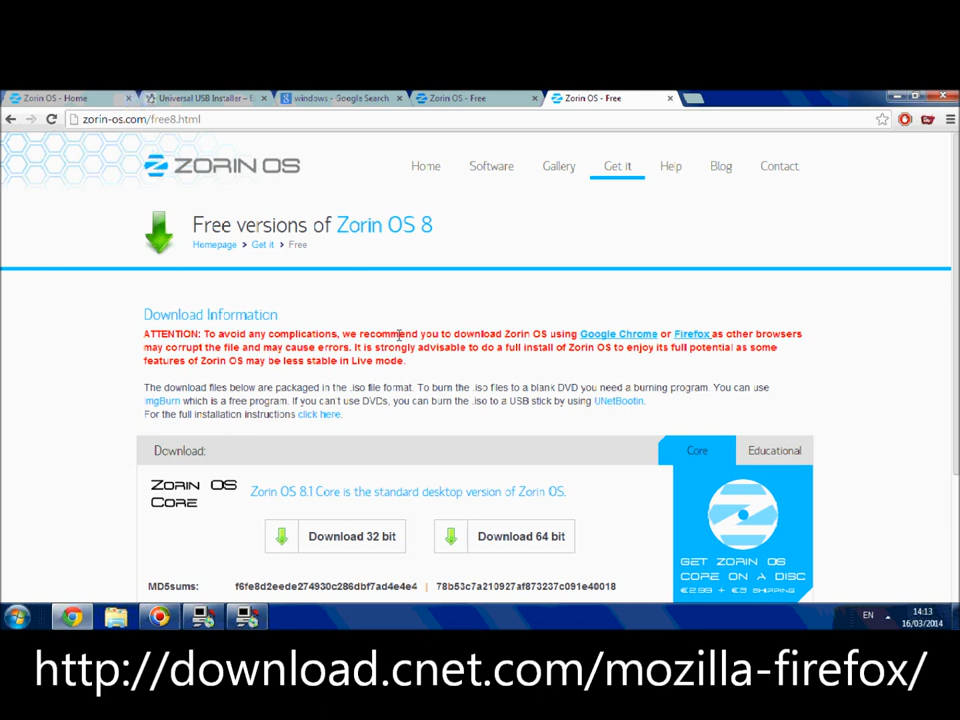 Zorin OS - Home
Universal USB Installer – E
windows - Google Search
Zorin OS - Free
Zorin OS - Free
zorin-os.com/free8.html
ZORIN OS
Home
Software
Gallery
Get it
Help
Blog
Contact
Free versions of Zorin OS 8
Homepage > Get it > Free
Download Information
ATTENTION: To avoid any complications, we recommend you to download Zorin OS using Google Chrome or Firefox as other browsers
may corrupt the file and may cause errors. It is strongly advisable to do a full install of Zorin OS to enjoy its full potential as some
features of Zorin OS may be less stable in Live mode.
The download files below are packaged in the .iso file format. To burn the .iso files to a blank DVD you need a burning program. You can use
ImgBurn which is a free program. If you can't use DVDs, you can burn the .iso to a USB stick by using UNetBootin.
For the full installation instructions click here.
Download:
Core
Educational
ZORIN OS
CORE
Zorin OS 8.1 Core is the standard desktop version of Zorin OS.
Download 32 bit
Download 64 bit
GET ZORIN OS
CORE ON A DISC
€2.99 + €3 SHIPPING
MD5sums:
f6fe8d2eede274930c286dbf7ad4e4e4 | 78b53c7a210927af873237c091e40018
EN
14:13
16/03/2014
http://download.cnet.com/mozilla-firefox/